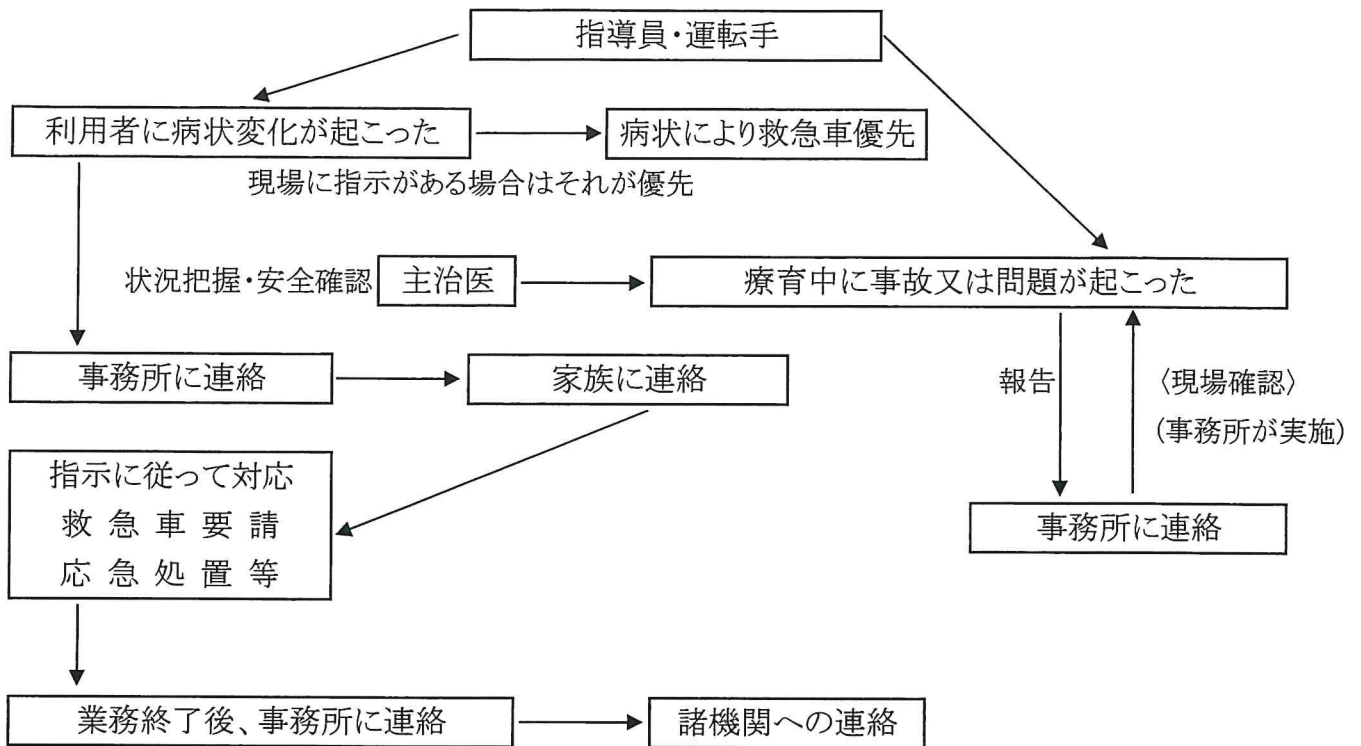 指導員・運転手
利用者に病状変化が起こった
病状により救急車優先
現場に指示がある場合はそれが優先
状況把握・安全確認
主治医
療育中に事故又は問題が起こった
事務所に連絡
家族に連絡
報告
〈現場確認〉
(事務所が実施)
指示に従って対応
救急車要請
応急処置等
事務所に連絡
業務終了後、事務所に連絡
諸機関への連絡